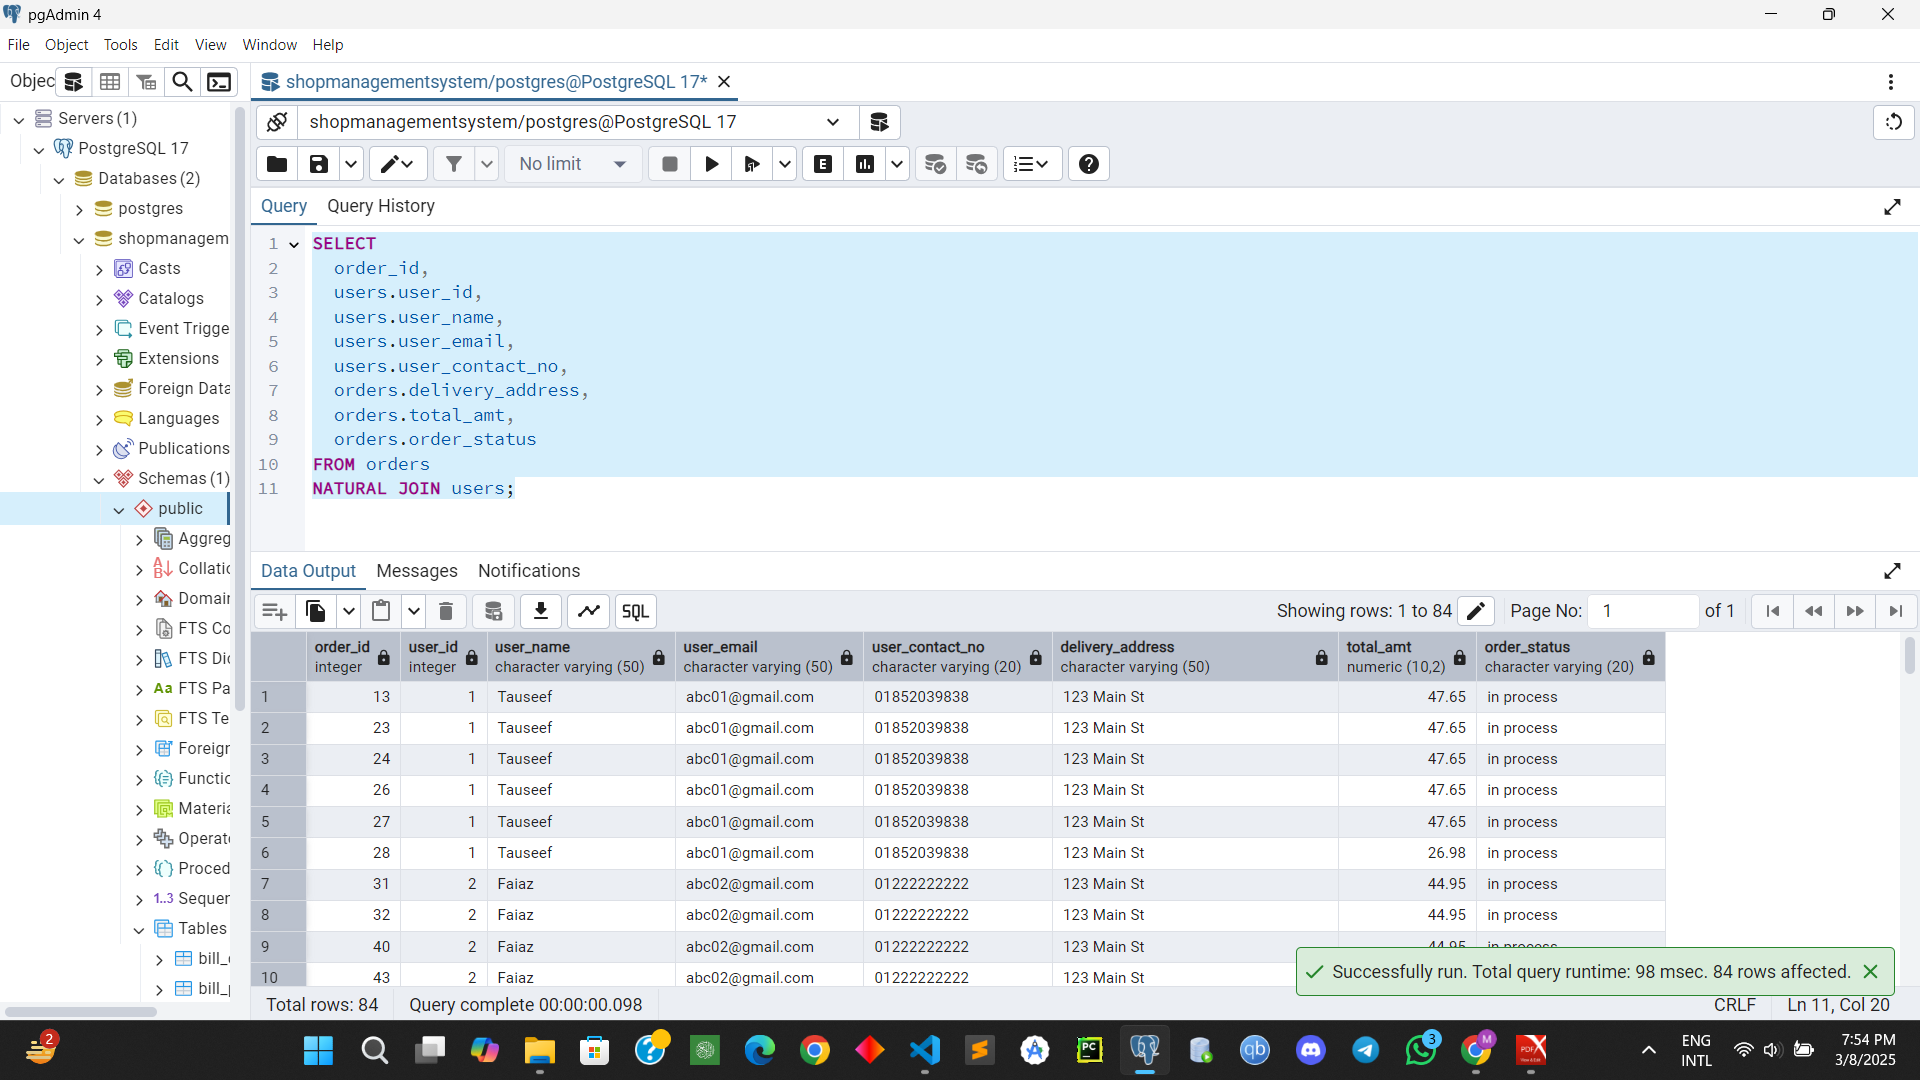 pgAdmin 4
File Object Tools Edit View Window Help
Objec
shopmanagementsystem/postgres@PostgreSQL 17*
Servers (1)
PostgreSQL 17
Databases (2)
postgres
shopmanagem
Casts
Catalogs
Event Trigge
Extensions
Foreign Data
Languages
Publications
Schemas (1)
public
Aggreg
Collatic
Domair
FTS Co
FTS Dic
FTS Pa
FTS Te
Foreigr
Functic
Materia
Operato
Proced
1..3 Sequer
Tables
bill_
bill_
shopmanagementsystem/postgres@PostgreSQL 17
No limit
E
Query Query History
1 SELECT
2 order_id,
3 users.user_id,
4 users.user_name,
5 users.user_email,
6 users.user_contact_no,
7 orders.delivery_address,
8 orders.total_amt,
9 orders.order_status
10 FROM orders
11 NATURAL JOIN users;
Data Output Messages Notifications
SQL Showing rows: 1 to 84 Page No: 1 of 1
order_id user_id user_name user_email user_contact_no delivery_address total_amt order_status
integer integer character varying (50) character varying (50) character varying (20) character varying (50) numeric (10,2) character varying (20)
1 13 1 Tauseef abc01@gmail.com 01852039838 123 Main St 47.65 in process
2 23 1 Tauseef abc01@gmail.com 01852039838 123 Main St 47.65 in process
3 24 1 Tauseef abc01@gmail.com 01852039838 123 Main St 47.65 in process
4 26 1 Tauseef abc01@gmail.com 01852039838 123 Main St 47.65 in process
5 27 1 Tauseef abc01@gmail.com 01852039838 123 Main St 47.65 in process
6 28 1 Tauseef abc01@gmail.com 01852039838 123 Main St 26.98 in process
7 31 2 Faiaz abc02@gmail.com 01222222222 123 Main St 44.95 in process
8 32 2 Faiaz abc02@gmail.com 01222222222 123 Main St 44.95 in process
9 40 2 Faiaz abc02@gmail.com 01222222222 123 Main St 44.95 in process
10 43 2 Faiaz abc02@gmail.com 01222222222 123 Main St
Successfully run. Total query runtime: 98 msec. 84 rows affected.
Total rows: 84 Query complete 00:00:00.098 CRLF Ln 11, Col 20
2
PC
qb
3
M
PDF
ENG
INTL
7:54 PM
3/8/2025